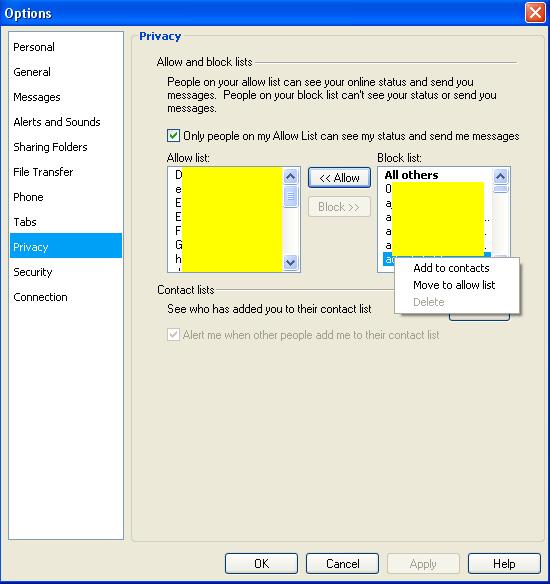 Options
Personal
General
Messages
Alerts and Sounds
Sharing Folders
File Transfer
Phone
Tabs
Privacy
Security
Connection
Privacy
Allow and block lists
People on your allow list can see your online status and send you
messages. People on your block list can't see your status or send you
messages.
Only people on my Allow List can see my status and send me messages
Allow list:
D
e
E
E
F
G
h
<< Allow
Block >>
Block list:
All others
0
a
a
a
a
Add to contacts
Move to allow list
Delete
Contact lists
See who has added you to their contact list
Alert me when other people add me to their contact list
OK
Cancel
Apply
Help